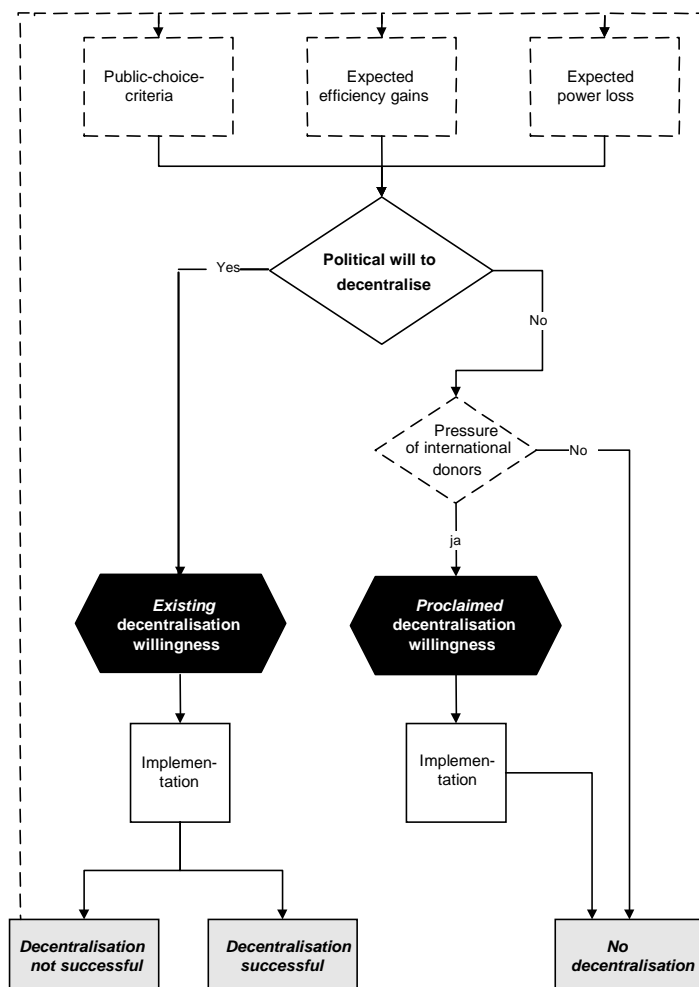 Public-choice-
criteria
Expected
efficiency gains
Expected
power loss
Political will to
decentralise
Yes
No
Pressure
of international
donors
No
ja
Existing
decentralisation
willingness
Proclaimed
decentralisation
willingness
Implemen-
tation
Implemen-
tation
Decentralisation
not successful
Decentralisation
successful
No
decentralisation